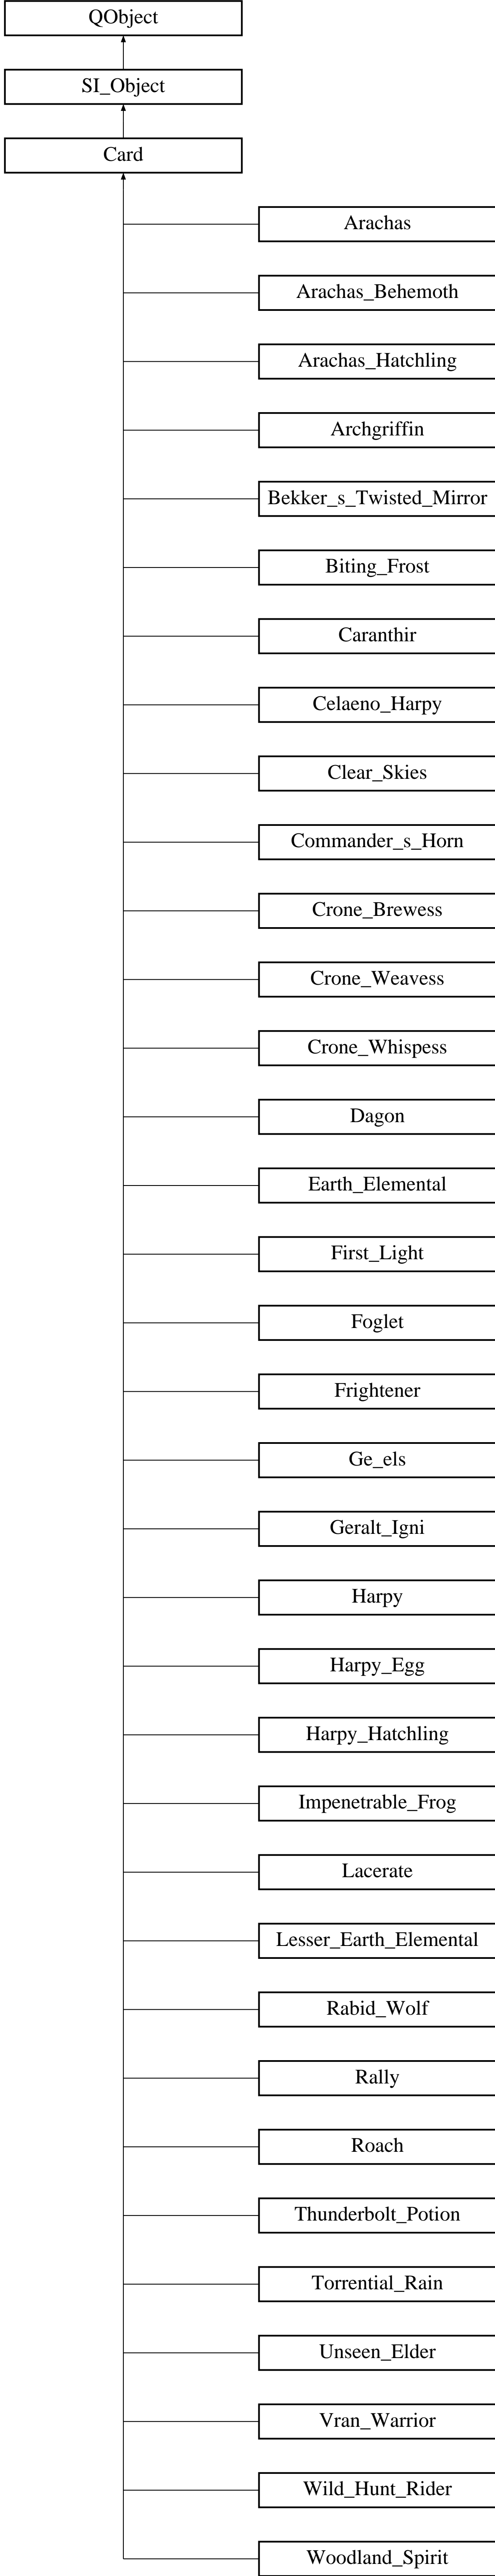 QObject
SI_Object
Card
Arachas
Arachas_Behemoth
Arachas_Hatchling
Archgriffin
Bekker_s_Twisted_Mirror
Biting_Frost
Caranthir
Celaeno_Harpy
Clear_Skies
Commander_s_Horn
Crone_Brewess
Crone_Weavess
Crone_Whispess
Dagon
Earth_Elemental
First_Light
Foglet
Frightener
Ge_els
Geralt_Igni
Harpy
Harpy_Egg
Harpy_Hatchling
Impenetrable_Frog
Lacerate
Lesser_Earth_Elemental
Rabid_Wolf
Rally
Roach
Thunderbolt_Potion
Torrential_Rain
Unseen_Elder
Vran_Warrior
Wild_Hunt_Rider
Woodland_Spirit